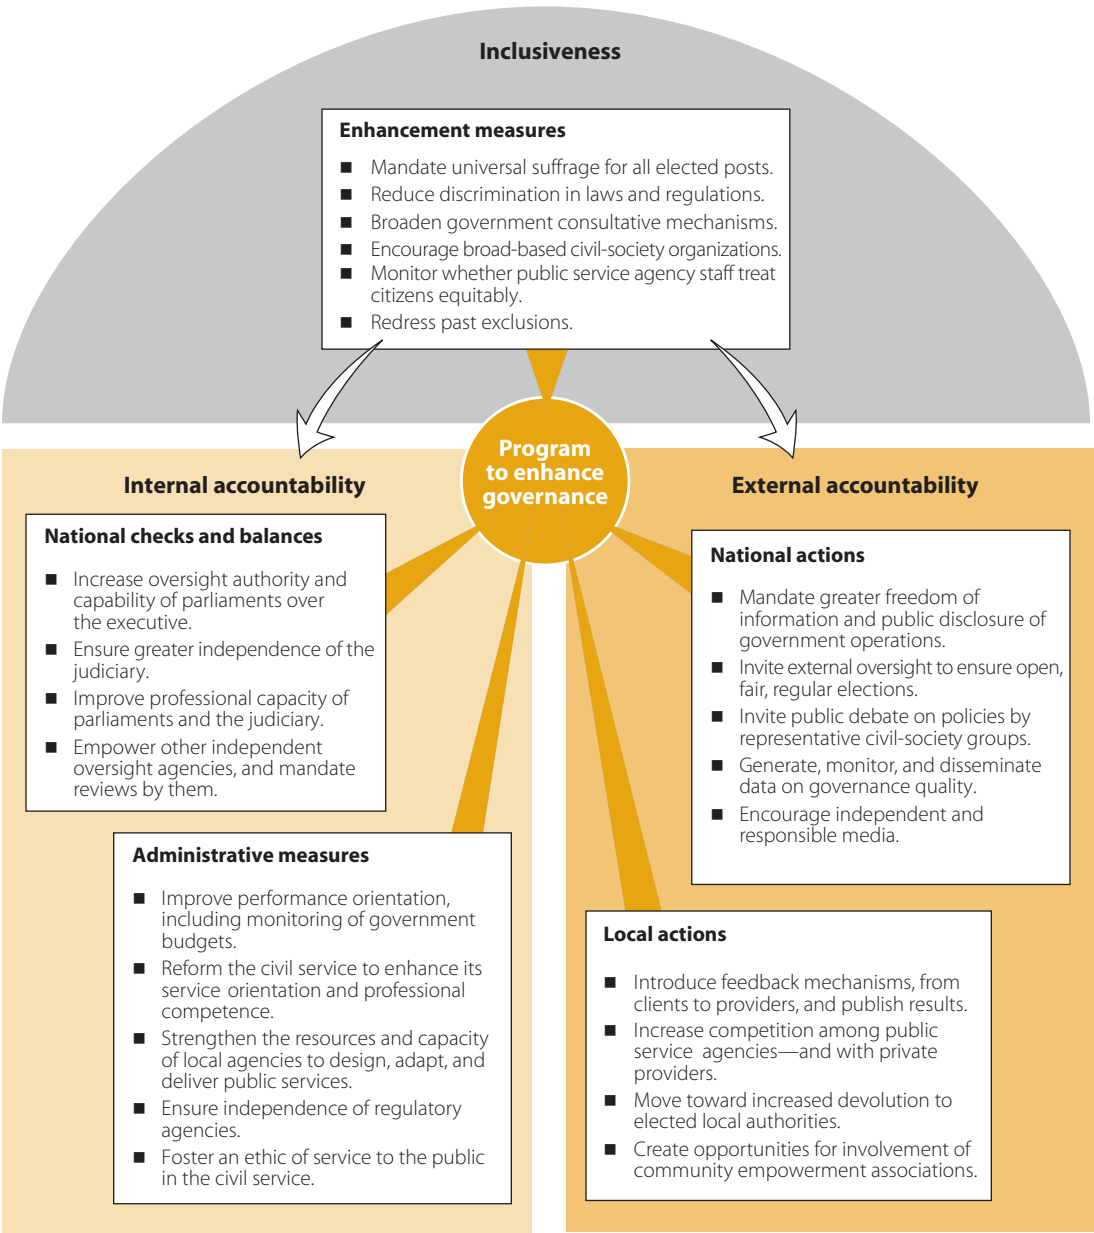 Inclusiveness
Enhancement measures
■ Mandate universal suffrage for all elected posts.
■ Reduce discrimination in laws and regulations.
■ Broaden government consultative mechanisms.
■ Encourage broad-based civil-society organizations.
■ Monitor whether public service agency staff treat
citizens equitably.
■ Redress past exclusions.
Program
to enhance
governance
Internal accountability
National checks and balances
■ Increase oversight authority and
capability of parliaments over
the executive.
■ Ensure greater independence of the
judiciary.
■ Improve professional capacity of
parliaments and the judiciary.
■ Empower other independent
oversight agencies, and mandate
reviews by them.
Administrative measures
■ Improve performance orientation,
including monitoring of government
budgets.
■ Reform the civil service to enhance its
service orientation and professional
competence.
■ Strengthen the resources and capacity
of local agencies to design, adapt, and
deliver public services.
■ Ensure independence of regulatory
agencies.
■ Foster an ethic of service to the public
in the civil service.
External accountability
National actions
■ Mandate greater freedom of
information and public disclosure of
government operations.
■ Invite external oversight to ensure open,
fair, regular elections.
■ Invite public debate on policies by
representative civil-society groups.
■ Generate, monitor, and disseminate
data on governance quality.
■ Encourage independent and
responsible media.
Local actions
■ Introduce feedback mechanisms, from
clients to providers, and publish results.
■ Increase competition among public
service agencies—and with private
providers.
■ Move toward increased devolution to
elected local authorities.
■ Create opportunities for involvement of
community empowerment associations.